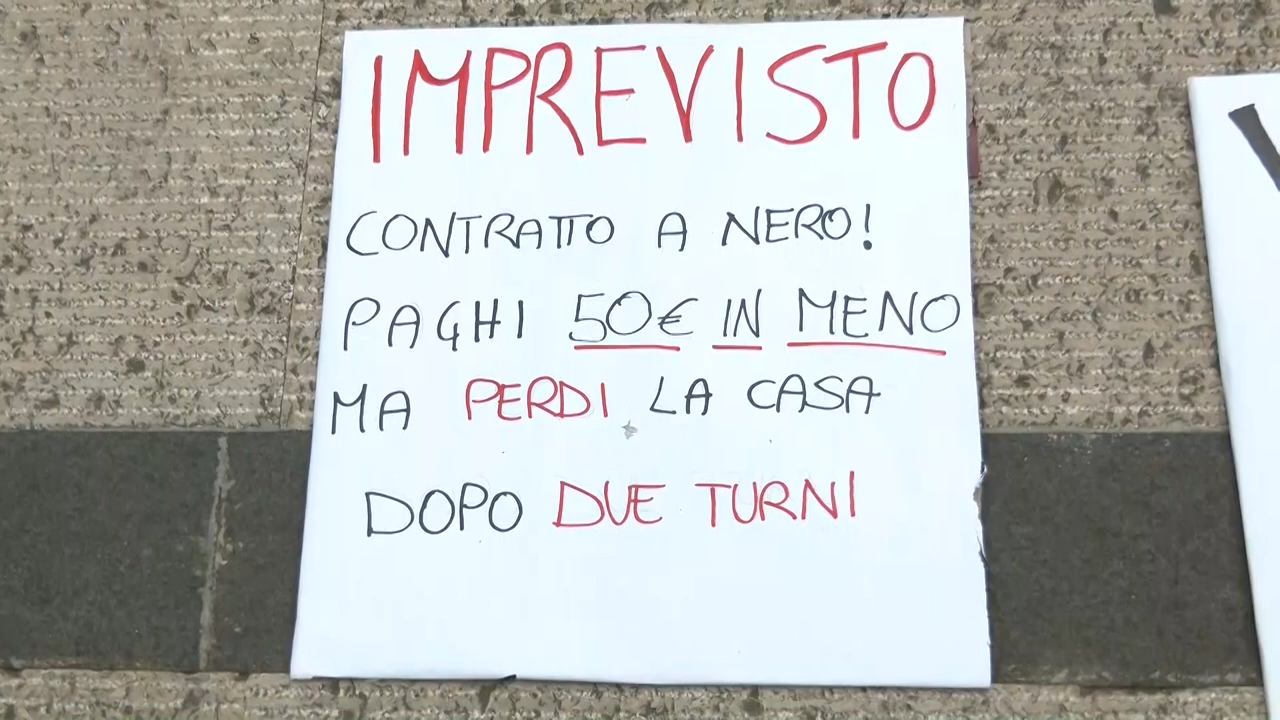 IMPREVISTO
CONTRATTO A NERO!
PAGHI 50€ IN MENO
MA PERDI LA CASA
DOPO DUE TURNI